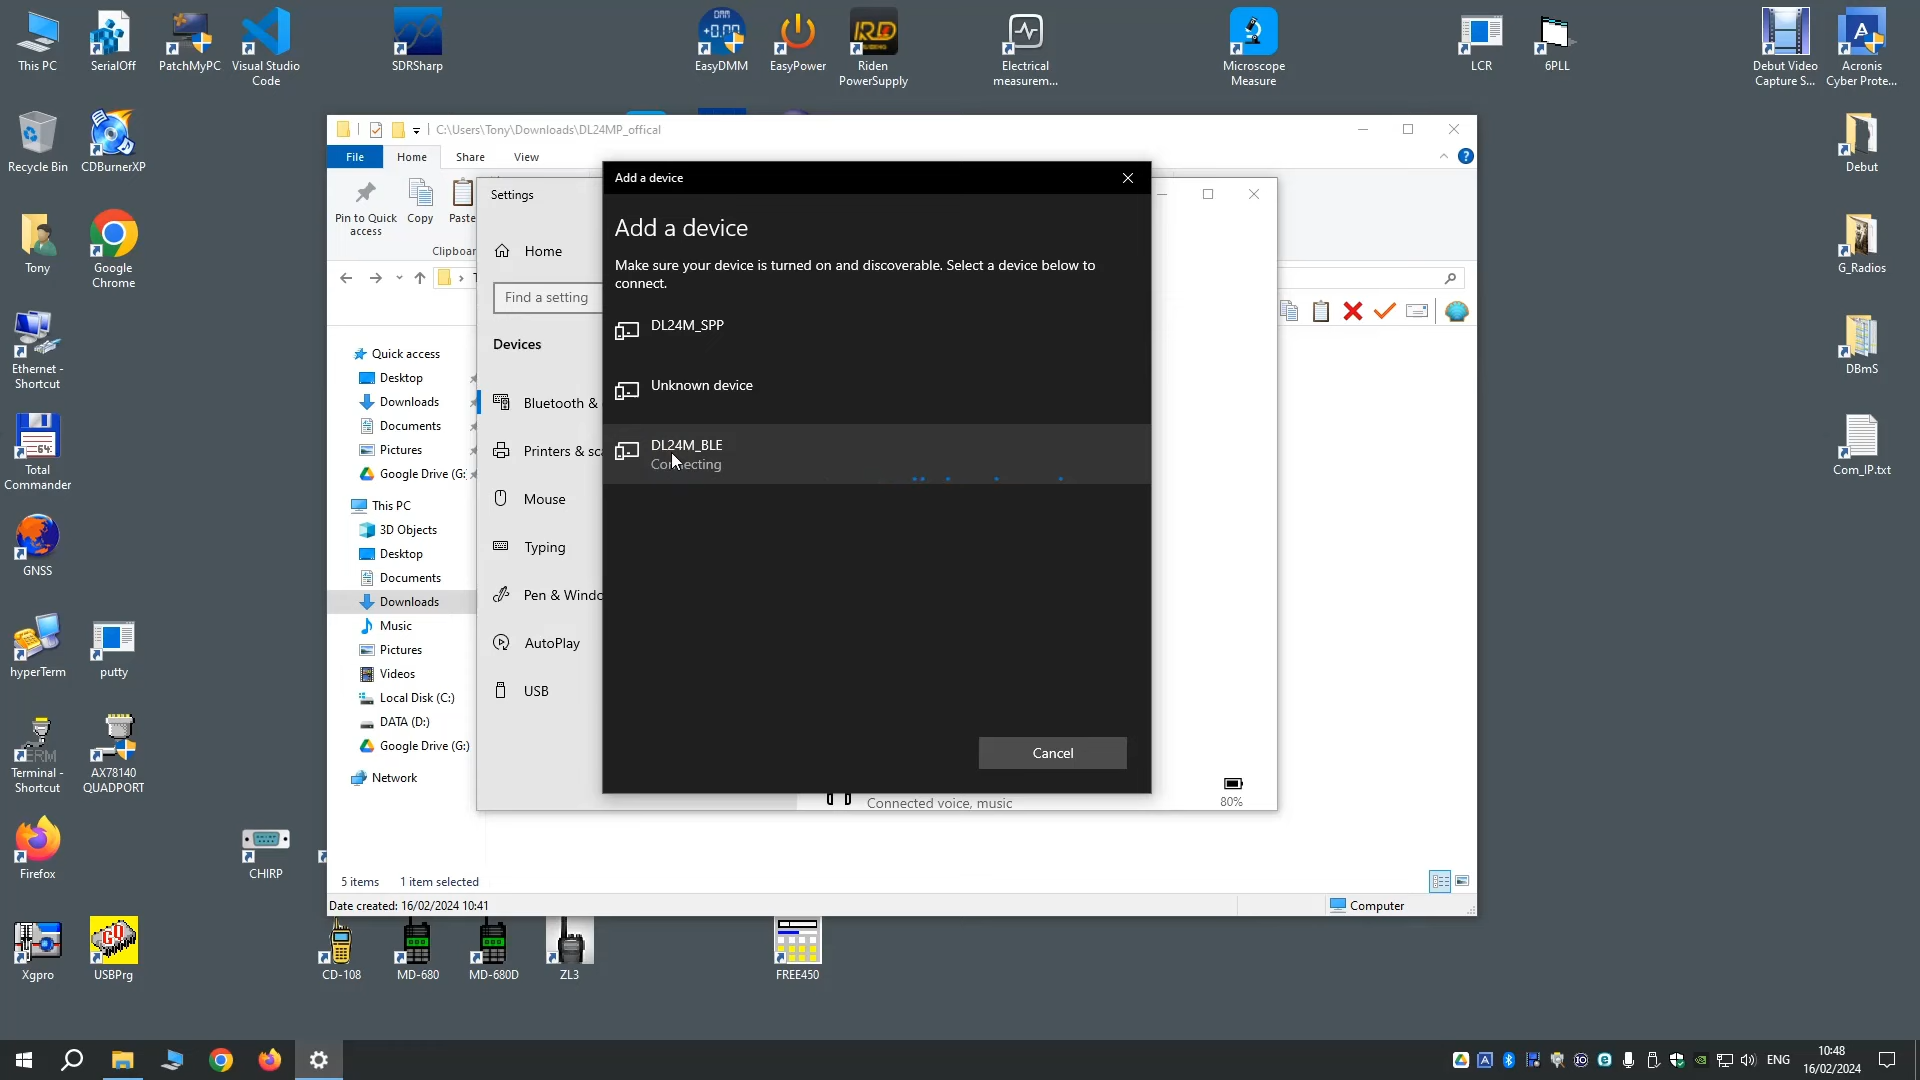 This PC
SerialOff
PatchMyPC
Visual Studio
Code
SDRSharp
EasyDMM
EasyPower
Riden
PowerSupply
Electrical
measurem...
Microscope
Measure
LCR
6PLL
Debut Video
Capture S...
Acronis
Cyber Prote...
Recycle Bin
CDBurnerXP
Tony
Google
Chrome
Ethernet -
Shortcut
Total
Commander
GNSS
hyperTerm
putty
Terminal -
Shortcut
AX78140
QUADPORT
Firefox
CHIRP
Xgpro
USBPrg
CD-108
MD-680
MD-680D
ZL3
FREE450
Debut
G_Radios
DBmS
Com_IP.txt
C:\Users\Tony\Downloads\DL24MP_offical
File
Home
Share
View
Pin to Quick
access
Copy
Paste
Clipboar
Quick access
Desktop
Downloads
Documents
Pictures
Google Drive (G:
This PC
3D Objects
Desktop
Documents
Downloads
Music
Pictures
Videos
Local Disk (C:)
DATA (D:)
Google Drive (G:)
Network
5 items
1 item selected
Date created: 16/02/2024 10:41
Computer
Settings
Home
Find a setting
Devices
Bluetooth &
Printers & sca
Mouse
Typing
Pen & Windo
AutoPlay
USB
Connected voice, music
80%
Add a device
Add a device
Make sure your device is turned on and discoverable. Select a device below to
connect.
DL24M_SPP
Unknown device
DL24M_BLE
Connecting
Cancel
ENG
10:48
16/02/2024